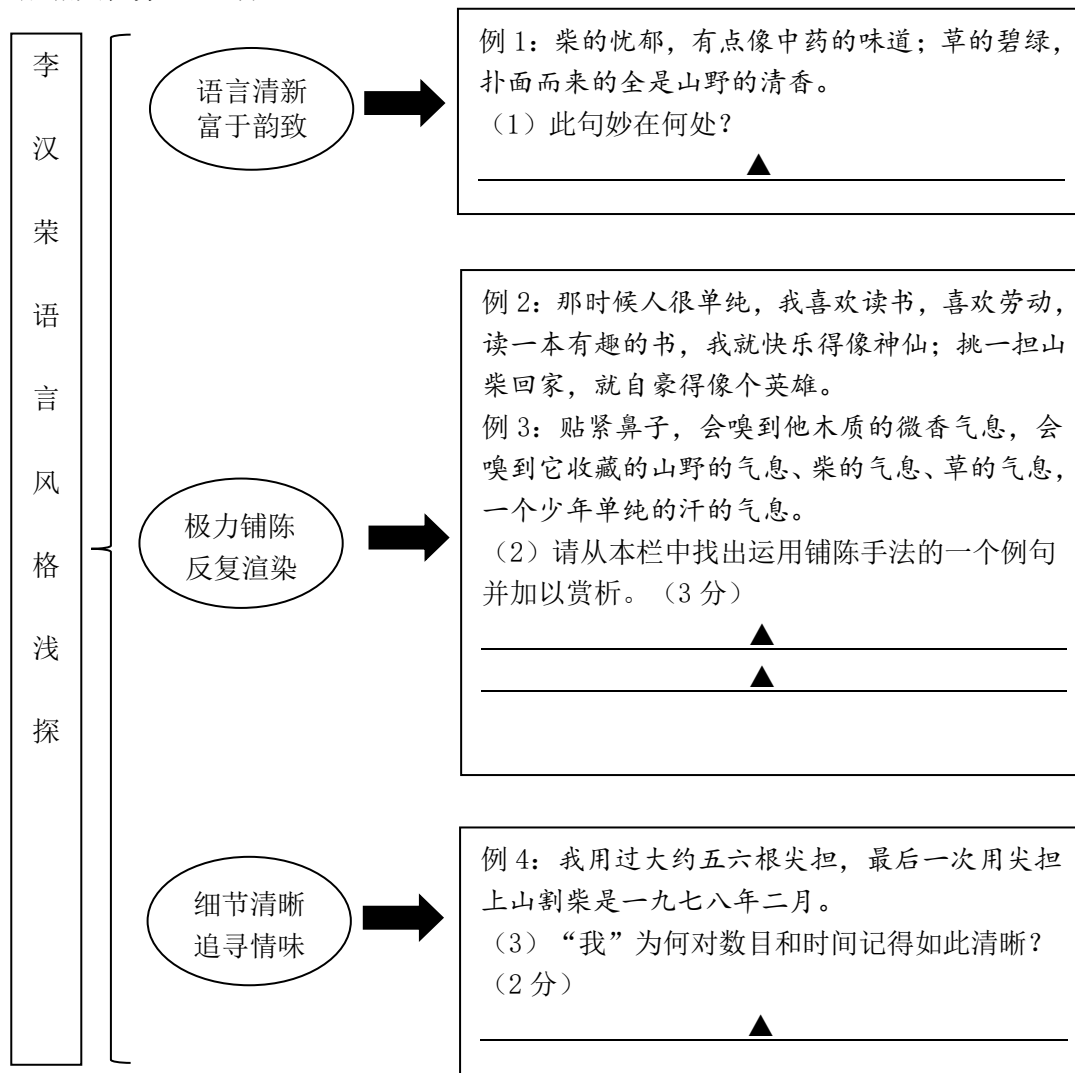 李汉荣语言风格浅探
语言清新
富于韵致
例1：柴的忧郁，有点像中药的味道；草的碧绿，
扑面而来的全是山野的清香。
（1）此句妙在何处？
▲
极力铺陈
反复渲染
例2：那时候人很单纯，我喜欢读书，喜欢劳动，
读一本有趣的书，我就快乐得像神仙；挑一担山
柴回家，就自豪得像个英雄。
例3：贴紧鼻子，会嗅到他木质的微香气息，会
嗅到它收藏的山野的气息、柴的气息、草的气息，
一个少年单纯的汗的气息。
（2）请从本栏中找出运用铺陈手法的一个例句
并加以赏析。（3分）
▲
▲
细节清晰
追寻情味
例4：我用过大约五六根尖担，最后一次用尖担
上山割柴是一九七八年二月。
（3）“我”为何对数目和时间记得如此清晰？
（2分）
▲